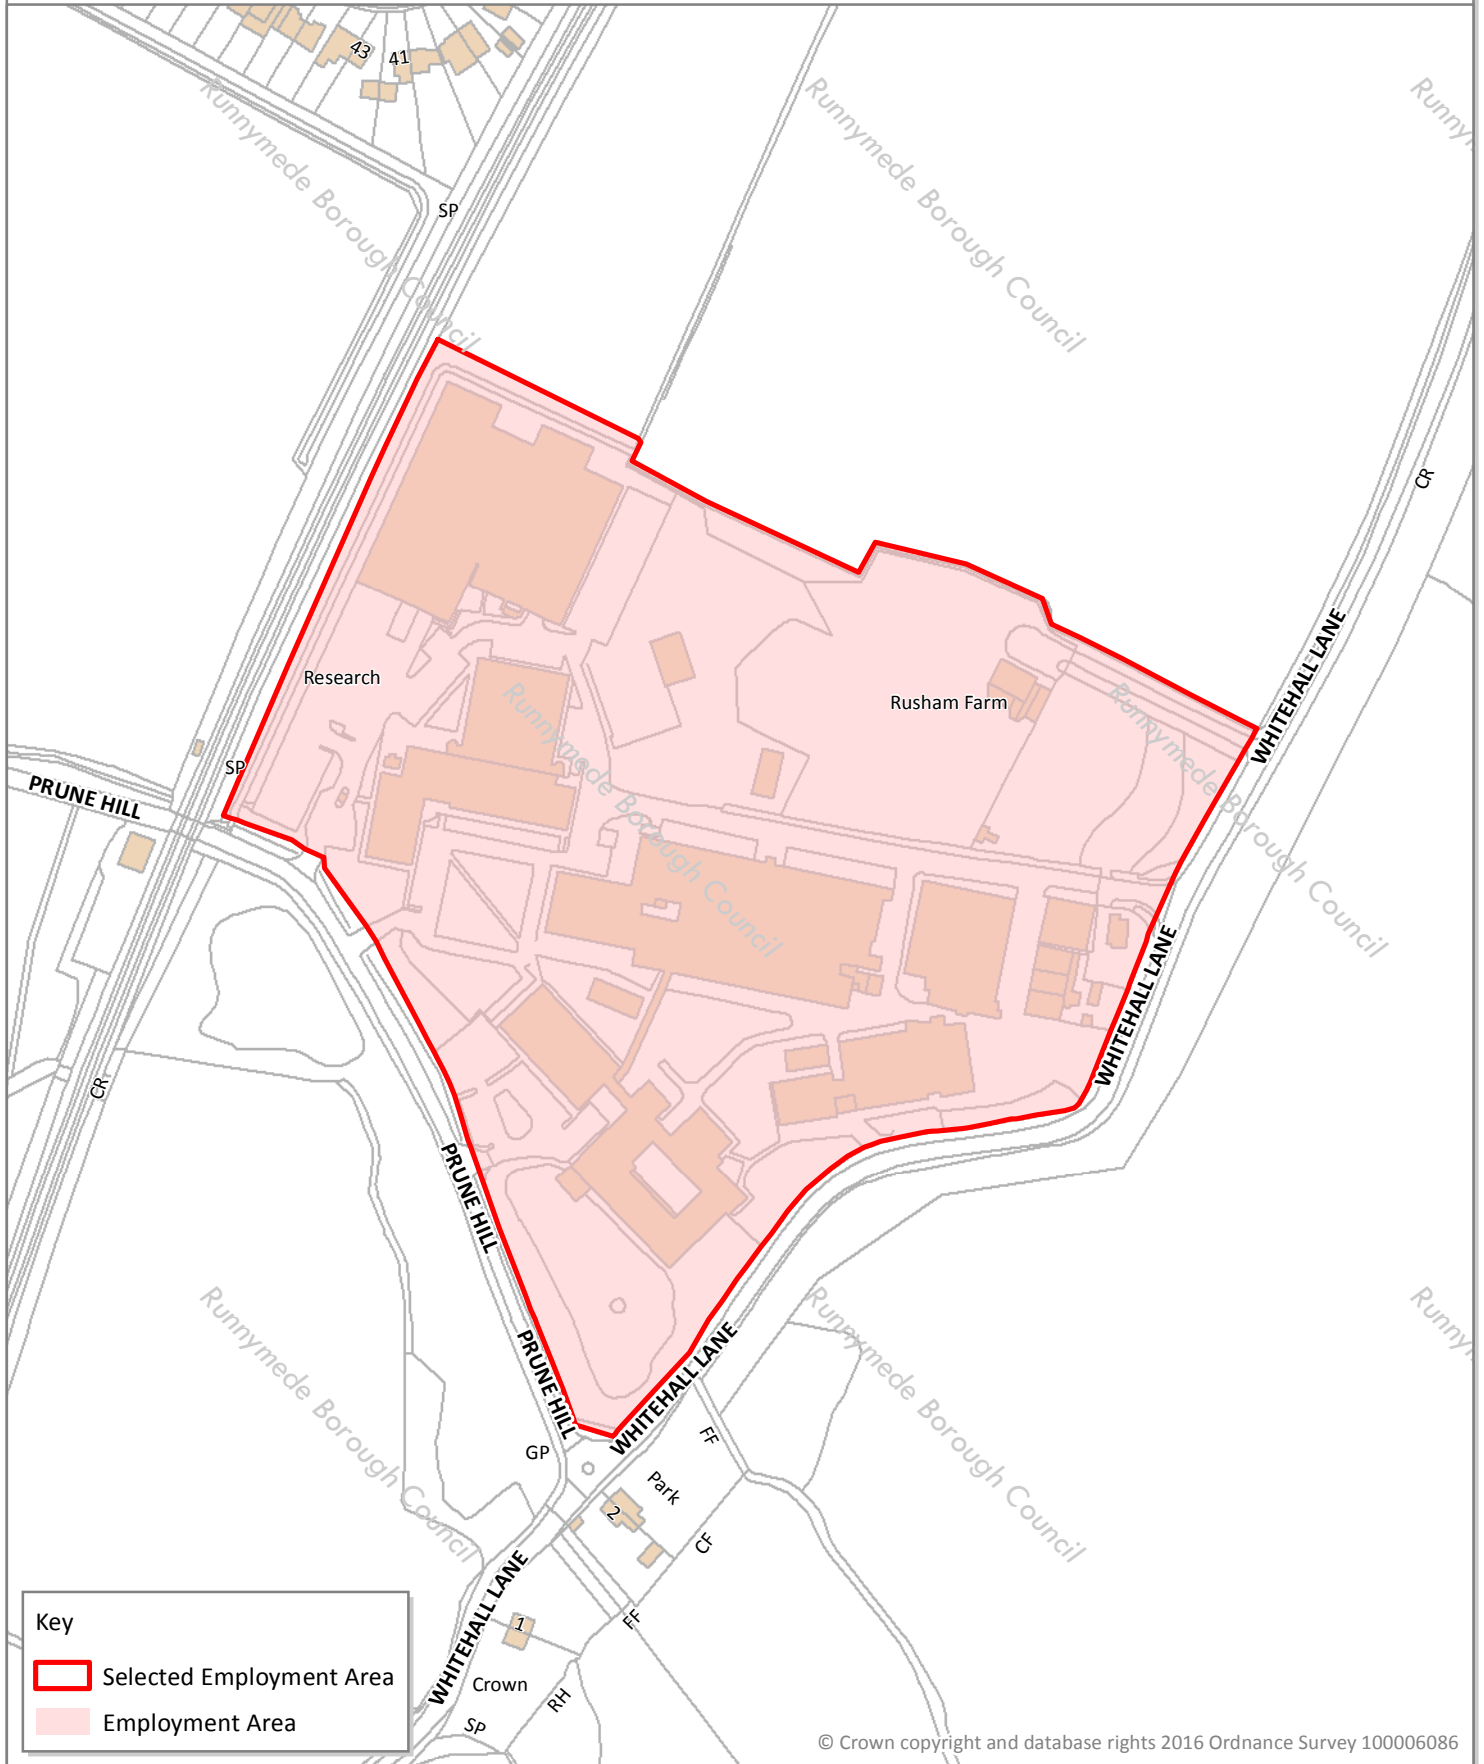 43
41
Runnymede Borough Council
Runnymede Borough Council
Runny
SP
CR
WHITEHALL LANE
Research
Rusham Farm
Runnymede Borough Council
Runnymede Borough Council
SP
PRUNE HILL
WHITEHALL LANE
CR
PRUNE HILL
Runnymede Borough Council
Runnymede Borough Council
Runny
PRUNE HILL
WHITEHALL LANE
GP
FF
Park
2
CF
WHITEHALL LANE
1
FF
Crown
RH
SP
Key
Selected Employment Area
Employment Area
© Crown copyright and database rights 2016 Ordnance Survey 100006086